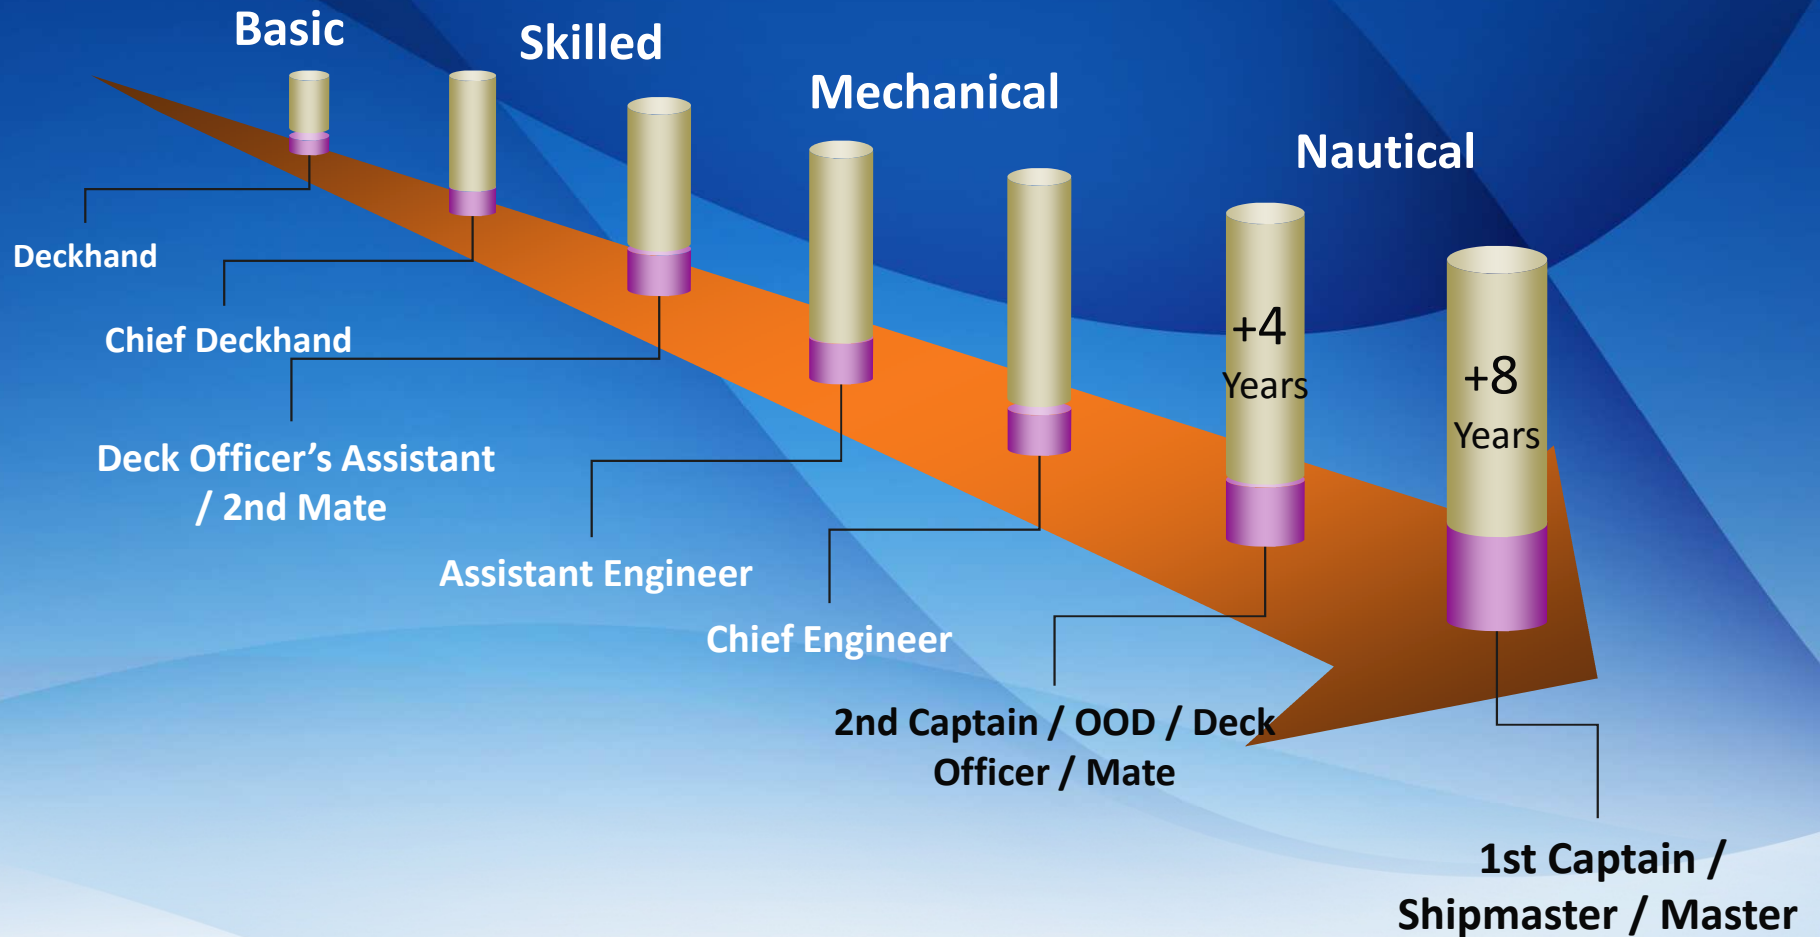 Basic
Skilled
Mechanical
Nautical
Deckhand
Chief Deckhand
Deck Officer’s Assistant
/ 2nd Mate
Assistant Engineer
Chief Engineer
+4
Years
2nd Captain / OOD / Deck
Officer / Mate
+8
Years
1st Captain /
Shipmaster / Master